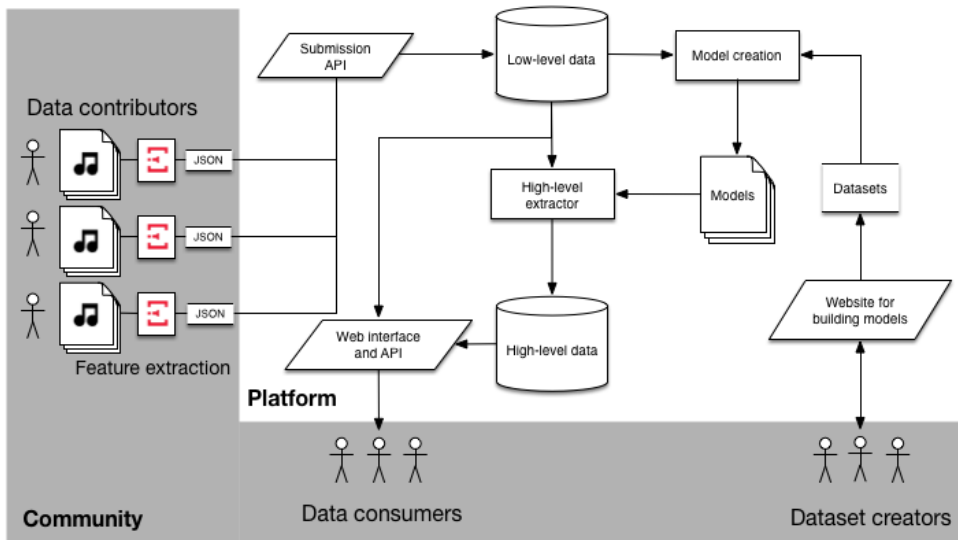 Submission
API
Low-level data
Model creation
Data contributors
JSON
High-level
extractor
Models
Datasets
JSON
JSON
Website for
building models
Web interface
and API
High-level data
Feature extraction
Platform
Community
Data consumers
Dataset creators